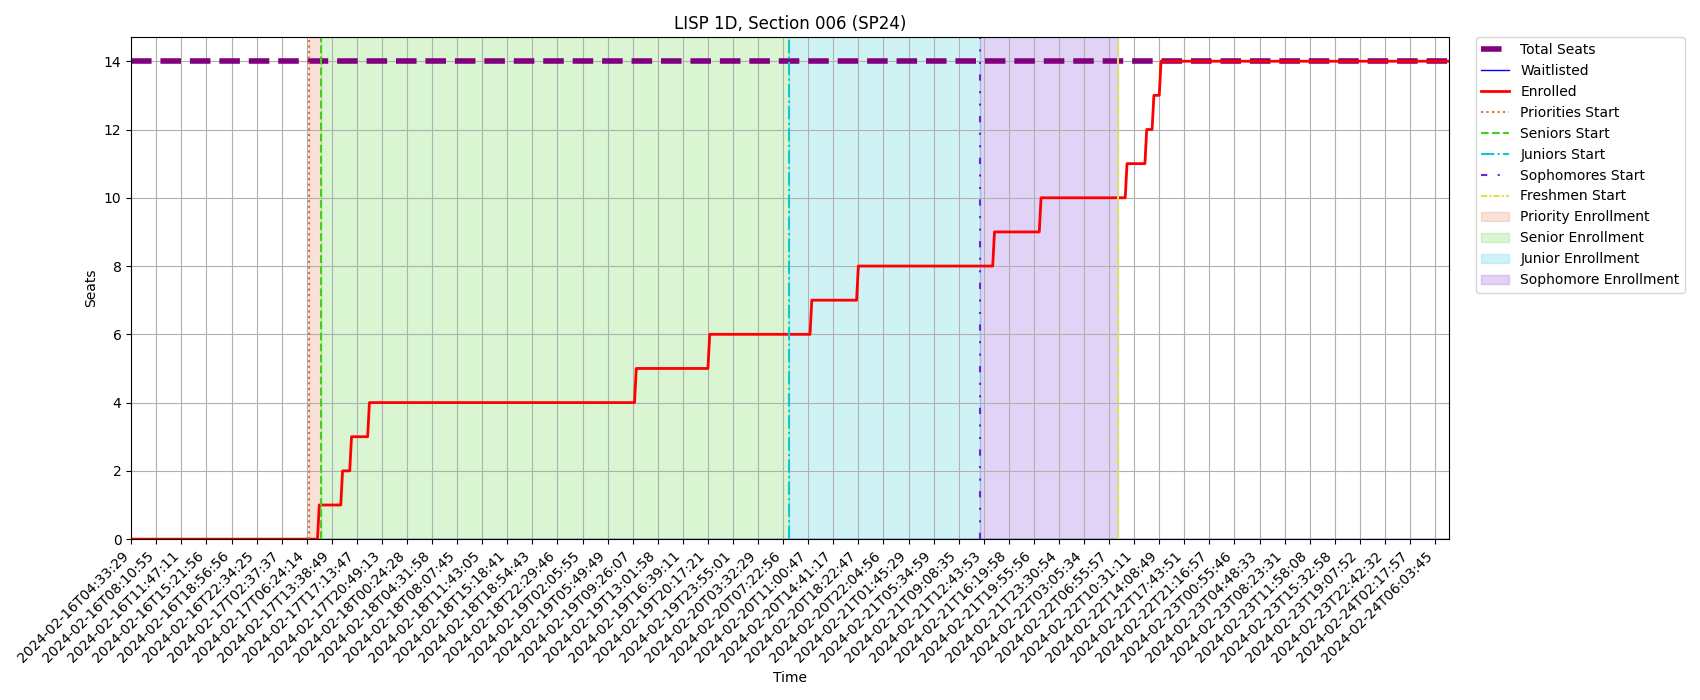 LISP 1D, Section 006 (SP24)
14
12
10
8
6
4
2
0
Seats
2024-02-16T04:33:29
2024-02-16T08:10:55
2024-02-16T11:47:11
2024-02-16T15:21:56
2024-02-16T18:56:56
2024-02-16T22:34:25
2024-02-17T02:37:37
2024-02-17T06:24:14
2024-02-17T13:38:49
2024-02-17T17:13:47
2024-02-17T20:49:13
2024-02-18T00:24:28
2024-02-18T04:31:58
2024-02-18T08:07:45
2024-02-18T11:43:05
2024-02-18T15:18:41
2024-02-18T18:54:43
2024-02-18T22:29:46
2024-02-19T02:05:55
2024-02-19T05:49:49
2024-02-19T09:26:07
2024-02-19T13:01:58
2024-02-19T16:39:11
2024-02-19T20:17:21
2024-02-19T23:55:01
2024-02-20T03:32:29
2024-02-20T07:22:56
2024-02-20T11:00:47
2024-02-20T14:41:17
2024-02-20T18:22:47
2024-02-20T22:04:56
2024-02-21T01:45:29
2024-02-21T05:34:59
2024-02-21T09:08:35
2024-02-21T12:43:53
2024-02-21T16:19:58
2024-02-21T19:55:56
2024-02-21T23:30:54
2024-02-22T03:05:34
2024-02-22T06:55:57
2024-02-22T10:31:11
2024-02-22T14:08:49
2024-02-22T17:43:51
2024-02-22T21:16:57
2024-02-23T00:55:46
2024-02-23T04:48:33
2024-02-23T08:23:31
2024-02-23T11:58:08
2024-02-23T15:32:58
2024-02-23T19:07:52
2024-02-23T22:42:32
2024-02-24T02:17:57
2024-02-24T06:03:45
Time
Total Seats
Waitlisted
Enrolled
Priorities Start
Seniors Start
Juniors Start
Sophomores Start
Freshmen Start
Priority Enrollment
Senior Enrollment
Junior Enrollment
Sophomore Enrollment